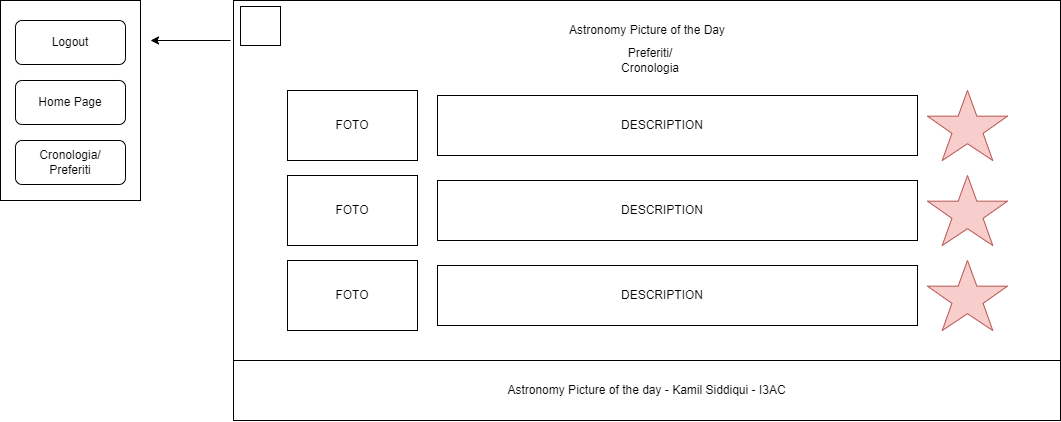 Logout
Home Page
Cronologia/
Preferiti
Astronomy Picture of the Day
Preferiti/
Cronologia
FOTO
DESCRIPTION
FOTO
DESCRIPTION
FOTO
DESCRIPTION
Astronomy Picture of the day - Kamil Siddiqui - I3AC